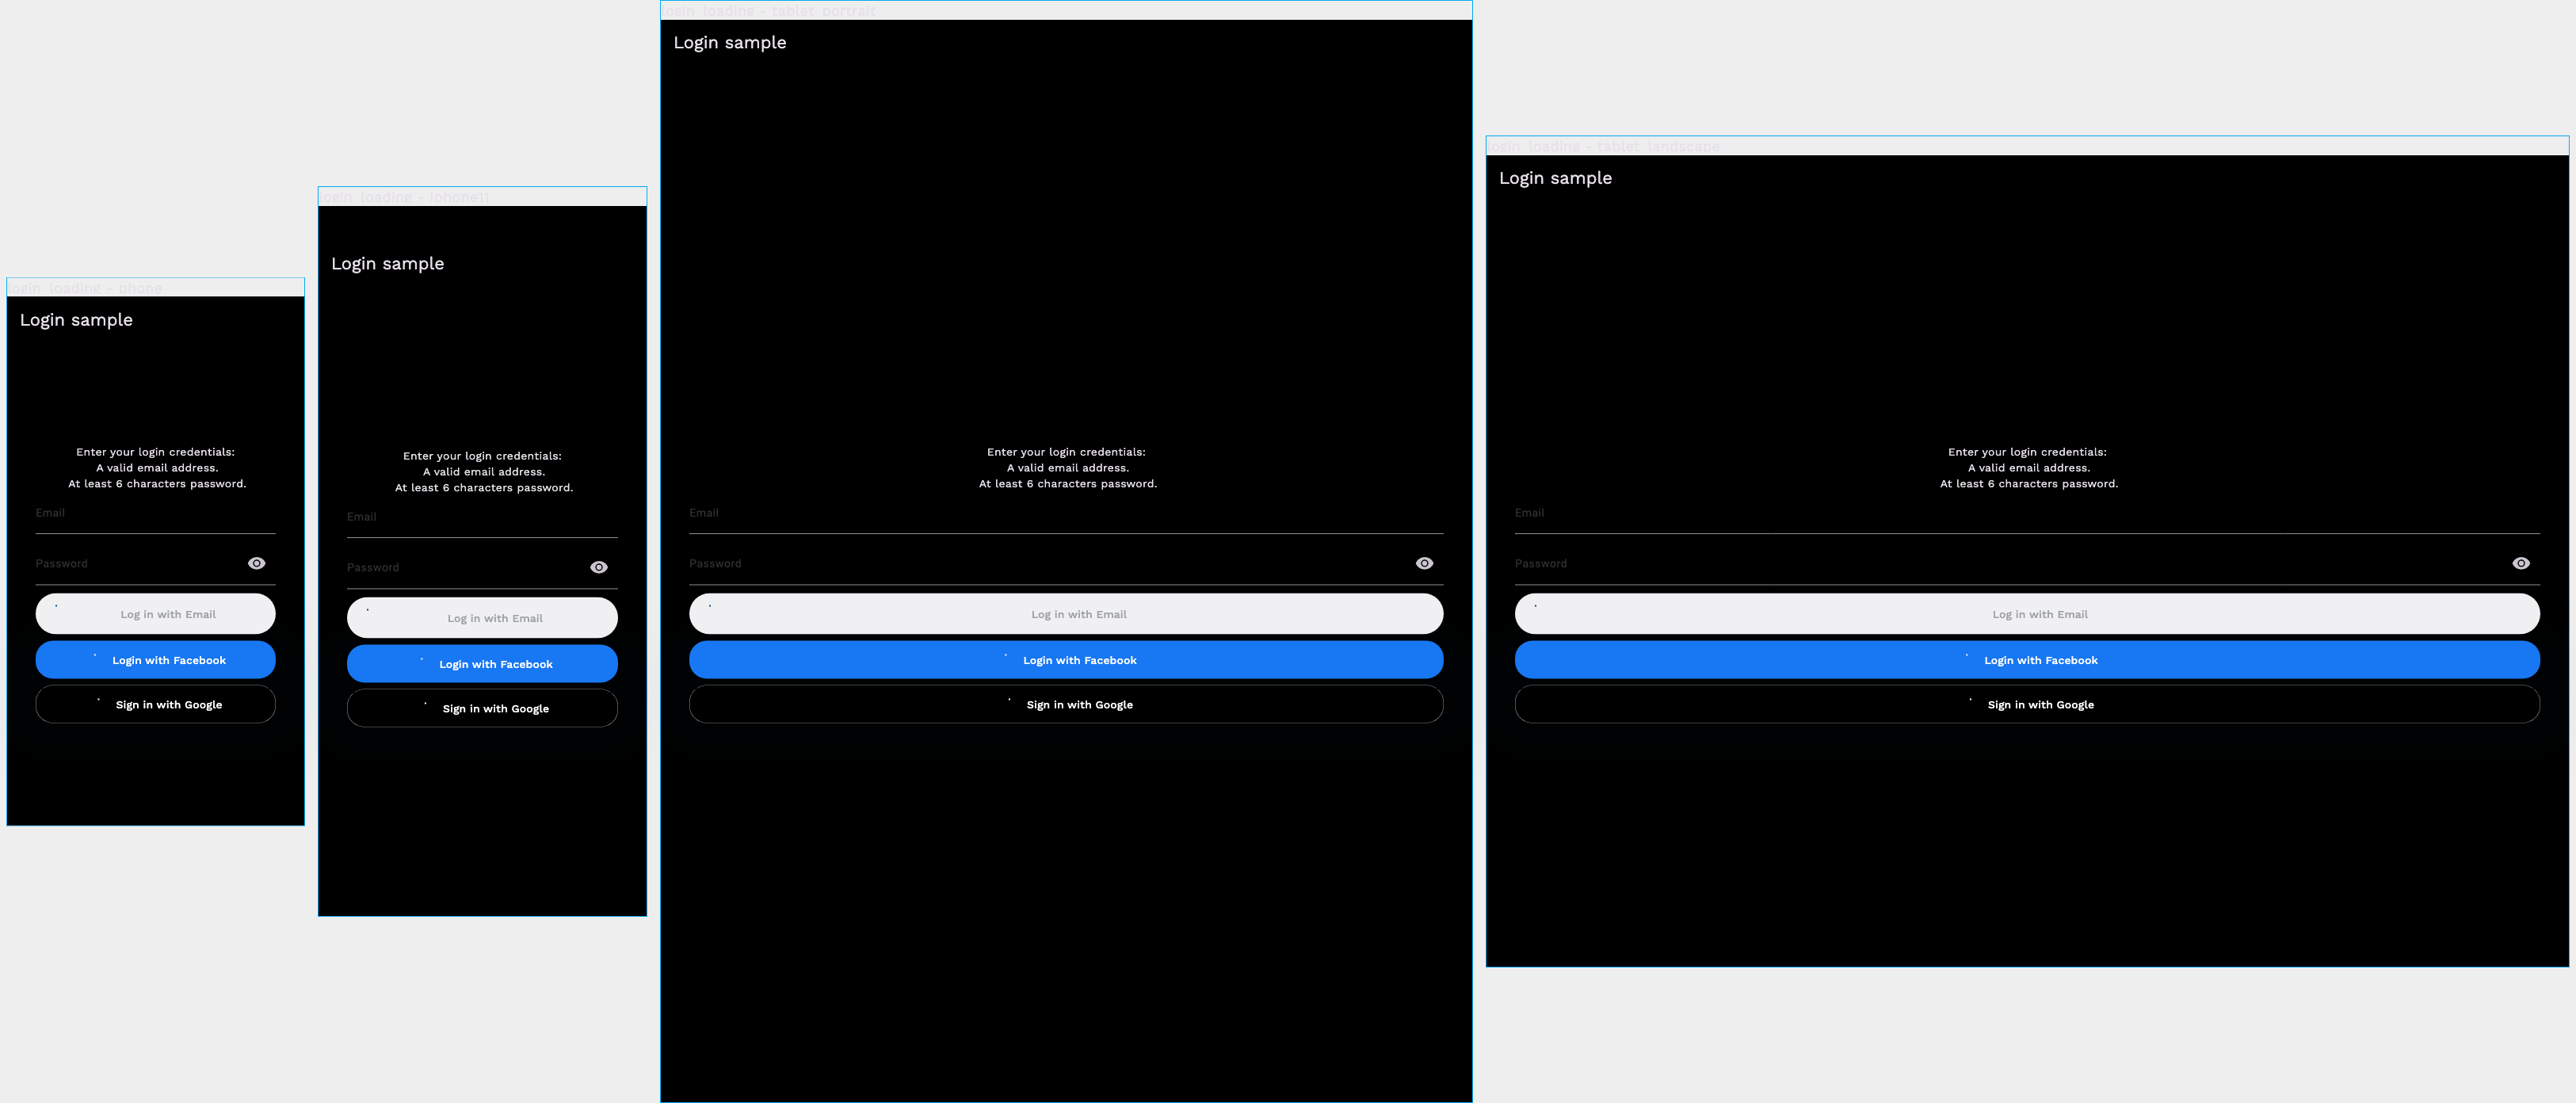 login_loading - phone
Login sample
Enter your login credentials:
A valid email address.
At least 6 characters password.
Email
Password
Log in with Email
Login with Facebook
Sign in with Google
login_loading - iphone11
Login sample
Enter your login credentials:
A valid email address.
At least 6 characters password.
Email
Password
Log in with Email
Login with Facebook
Sign in with Google
login_loading - tablet_portrait
Login sample
Enter your login credentials:
A valid email address.
At least 6 characters password.
Email
Password
Log in with Email
Login with Facebook
Sign in with Google
login_loading - tablet_landscape
Login sample
Enter your login credentials:
A valid email address.
At least 6 characters password.
Email
Password
Log in with Email
Login with Facebook
Sign in with Google